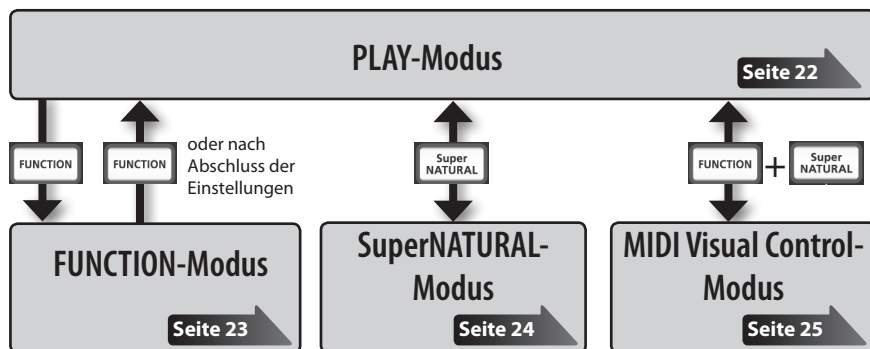 PLAY-Modus
Seite 22
FUNCTION
FUNCTION
oder nach
Abschluss der
Einstellungen
Super
NATURAL
FUNCTION
+
Super
NATURAL
FUNCTION-Modus
Seite 23
SuperNATURAL-
Modus
Seite 24
MIDI Visual Control-
Modus
Seite 25